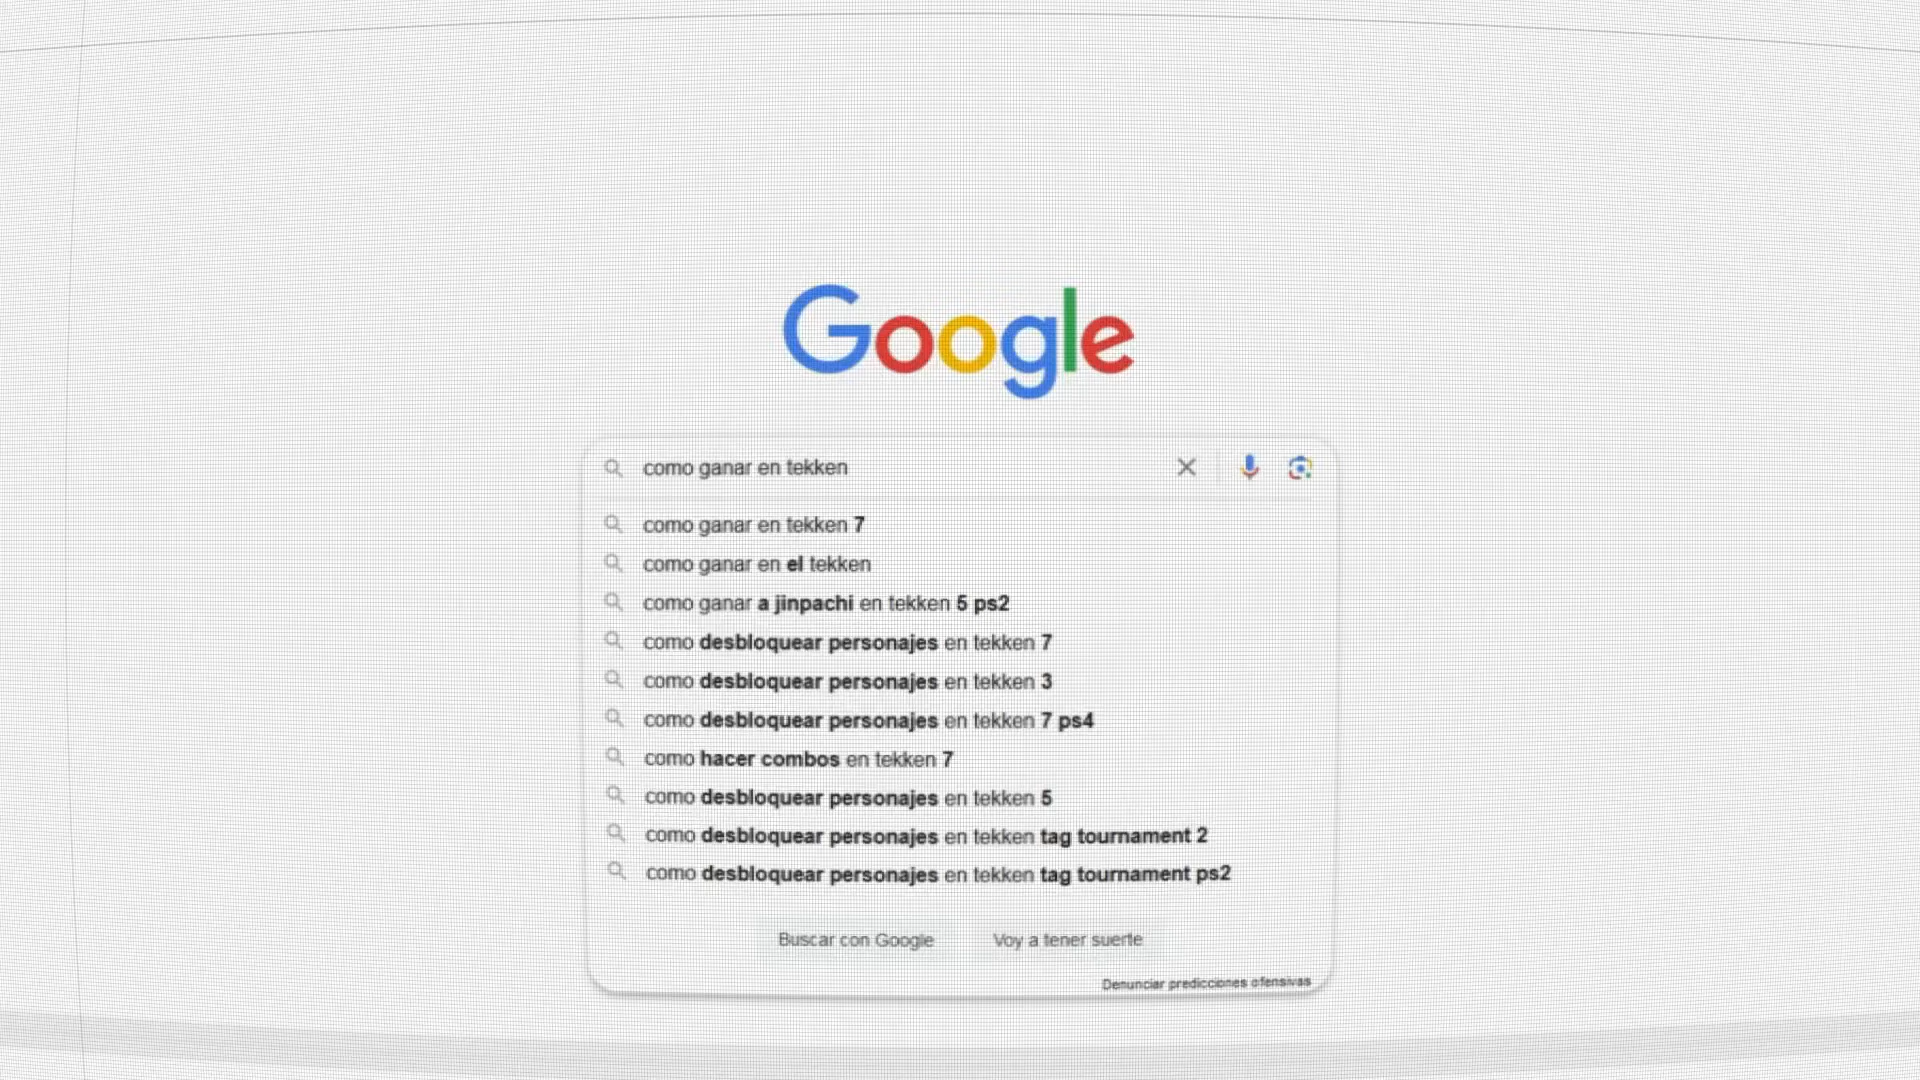 Google
como ganar en tekken
como ganar en tekken 7
como ganar en el tekken
como ganar a jinpachi en tekken 5 ps2
como desbloquear personajes en tekken 7
como desbloquear personajes en tekken 3
como desbloquear personajes en tekken 7 ps4
como hacer combos en tekken 7
como desbloquear personajes en tekken 5
como desbloquear personajes en tekken tag tournament 2
como desbloquear personajes en tekken tag tournament ps2
Buscar con Google Voy a tener suerte
Denunciar predicciones ofensivas